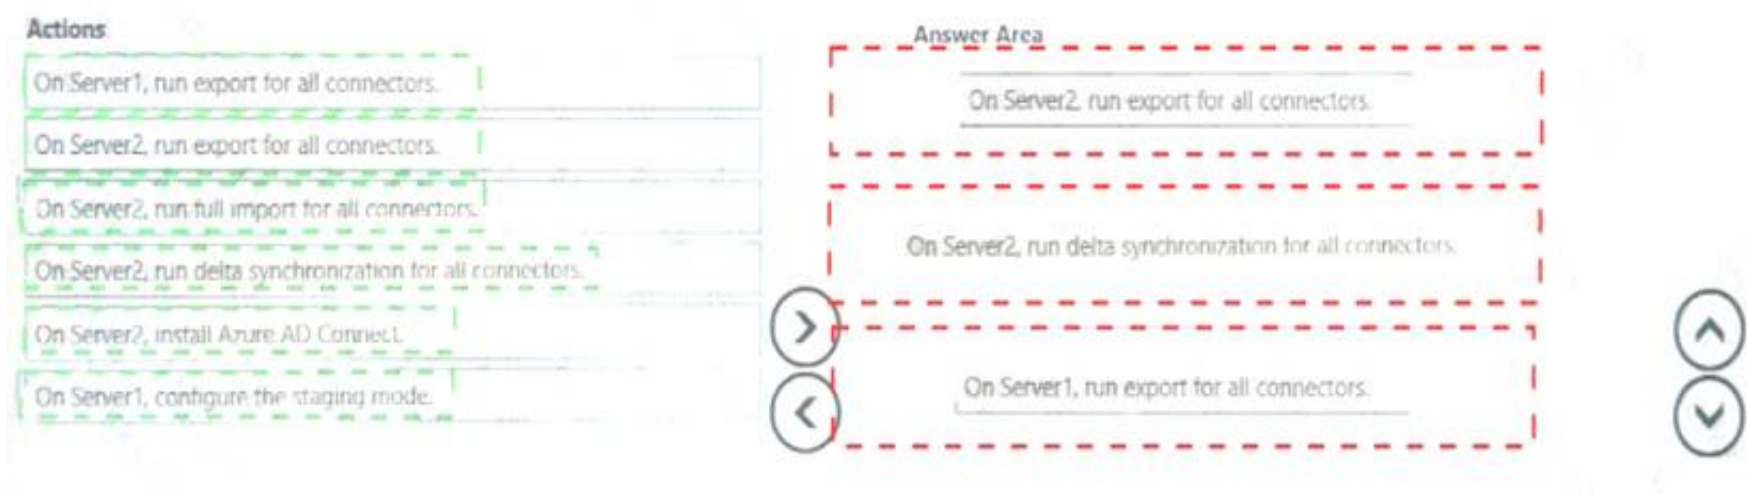 Actions
On Server1, run export for all connectors.
On Server2, run export for all connectors.
On Server2, run full import for all connectors.
On Server2, run delta synchronization for all connectors.
On Server2, install Azure AD Connect.
On Server1, configure the staging mode.
Answer Area
On Server2, run export for all connectors.
On Server2, run delta synchronization for all connectors.
On Server1, run export for all connectors.